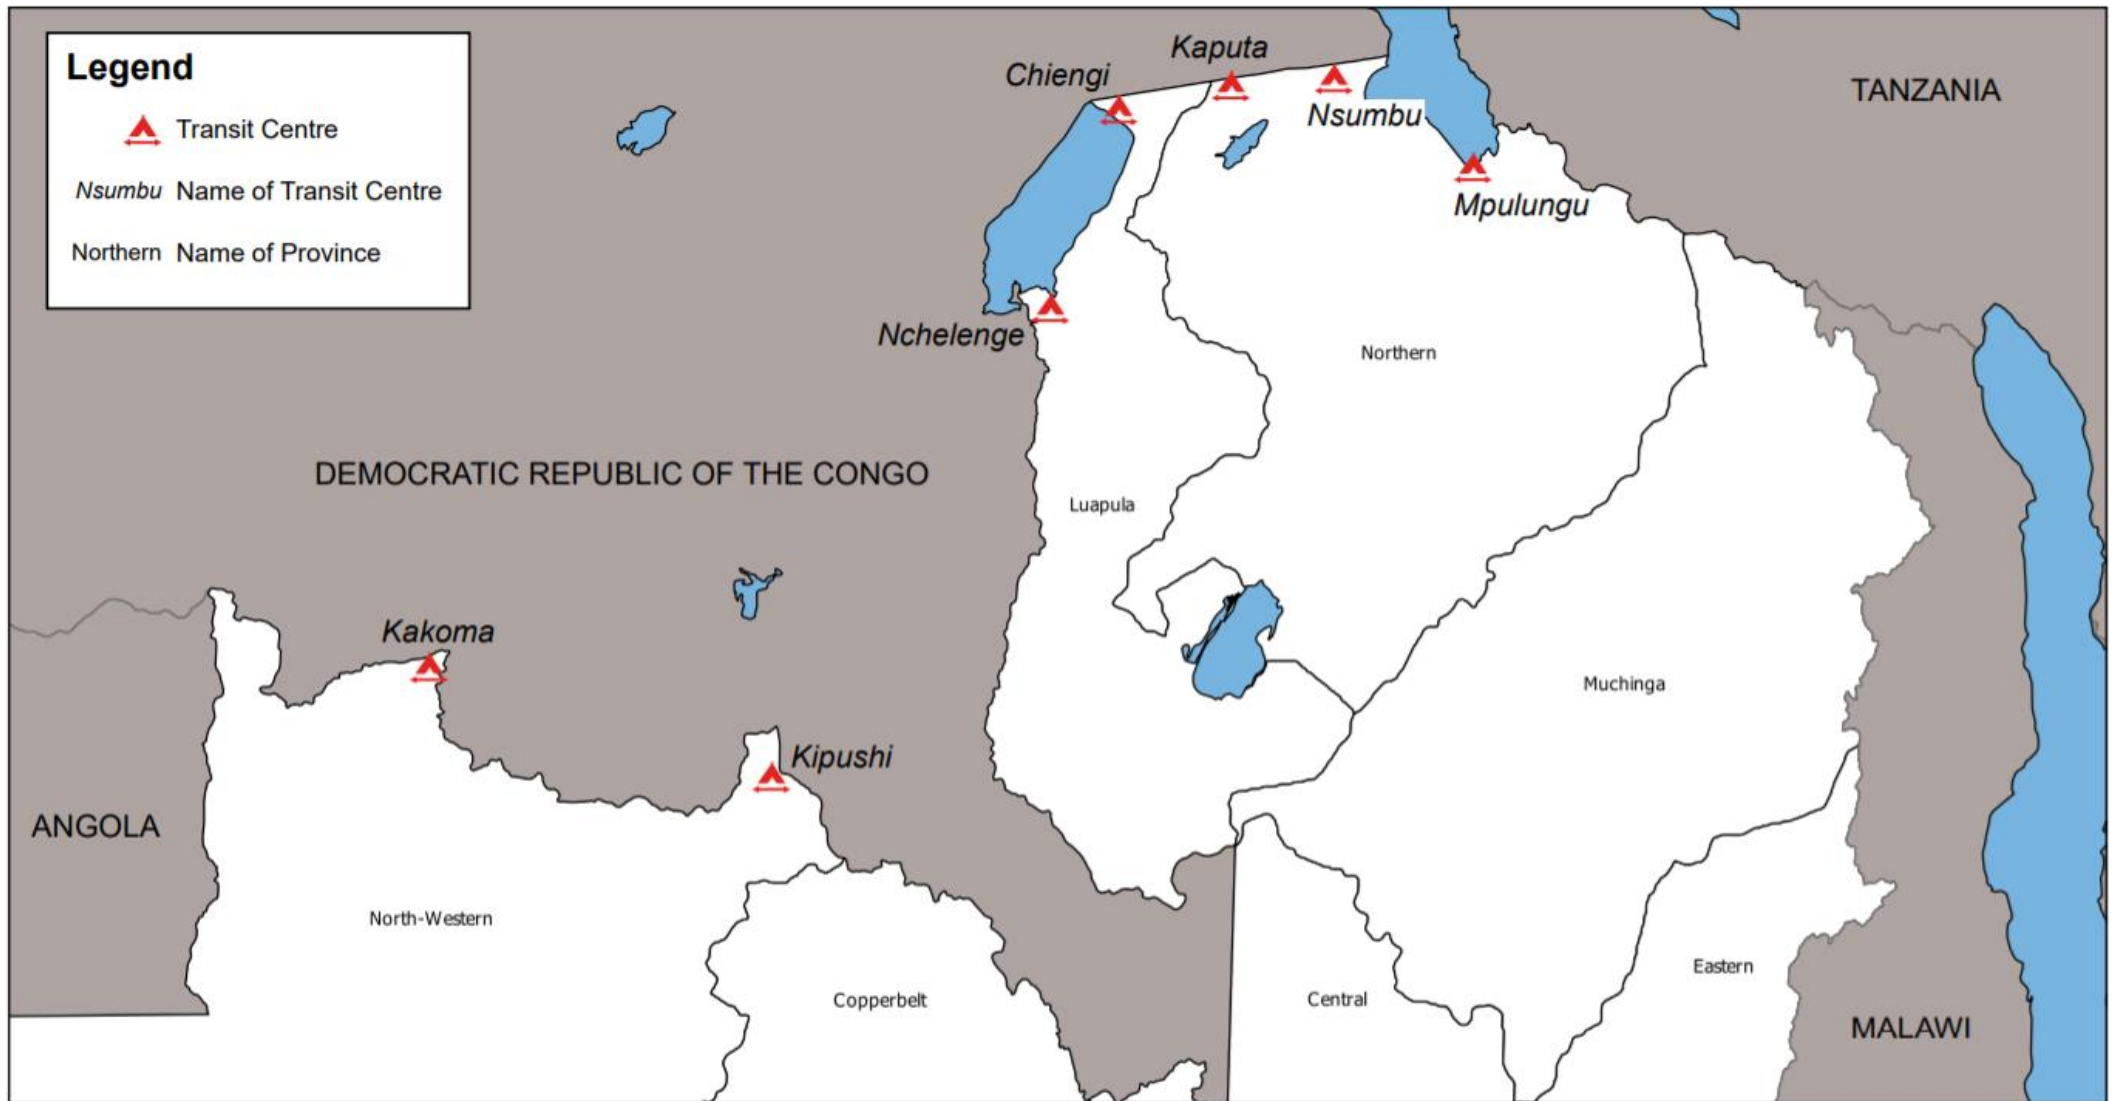 Legend
Transit Centre
Nsumbu Name of Transit Centre
Northern Name of Province
Kaputa
Chiengi
TANZANIA
Nsumbu
Mpulungu
Nchelenge
Northern
DEMOCRATIC REPUBLIC OF THE CONGO
Luapula
Kakoma
Muchinga
Kipushi
ANGOLA
North-Western
Eastern
Copperbelt
Central
MALAWI